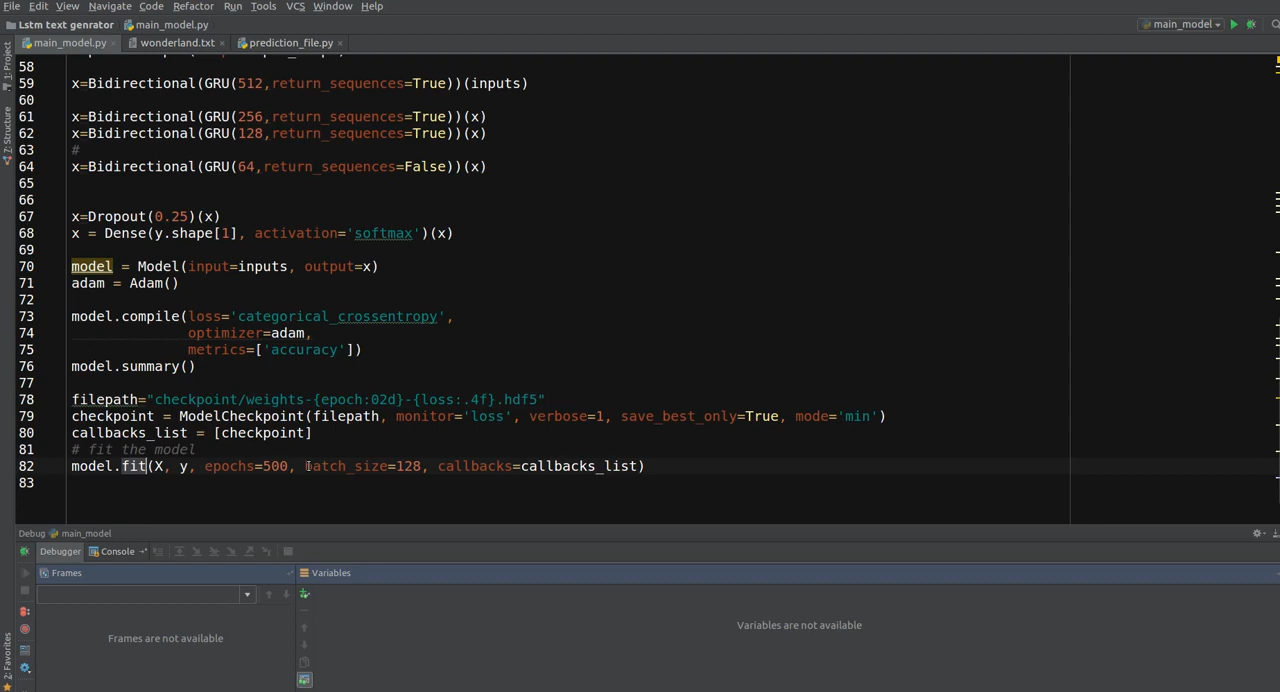 File Edit View Navigate Code Refactor Run Tools VCS Window Help
Lstm text genrator main_model.py main_model
main_model.py wonderland.txt prediction_file.py
1: Project
7: Structure
2: Favorites
58
59 x=Bidirectional(GRU(512,return_sequences=True))(inputs)
60
61 x=Bidirectional(GRU(256,return_sequences=True))(x)
62 x=Bidirectional(GRU(128,return_sequences=True))(x)
63 #
64 x=Bidirectional(GRU(64,return_sequences=False))(x)
65
66
67 x=Dropout(0.25)(x)
68 x = Dense(y.shape[1], activation='softmax')(x)
69
70 model = Model(input=inputs, output=x)
71 adam = Adam()
72
73 model.compile(loss='categorical_crossentropy',
74 optimizer=adam,
75 metrics=['accuracy'])
76 model.summary()
77
78 filepath="checkpoint/weights-{epoch:02d}-{loss:.4f}.hdf5"
79 checkpoint = ModelCheckpoint(filepath, monitor='loss', verbose=1, save_best_only=True, mode='min')
80 callbacks_list = [checkpoint]
81 # fit the model
82 model.fit(X, y, epochs=500, batch_size=128, callbacks=callbacks_list)
83
Debug main_model
Debugger Console
Frames Variables
Frames are not available
Variables are not available